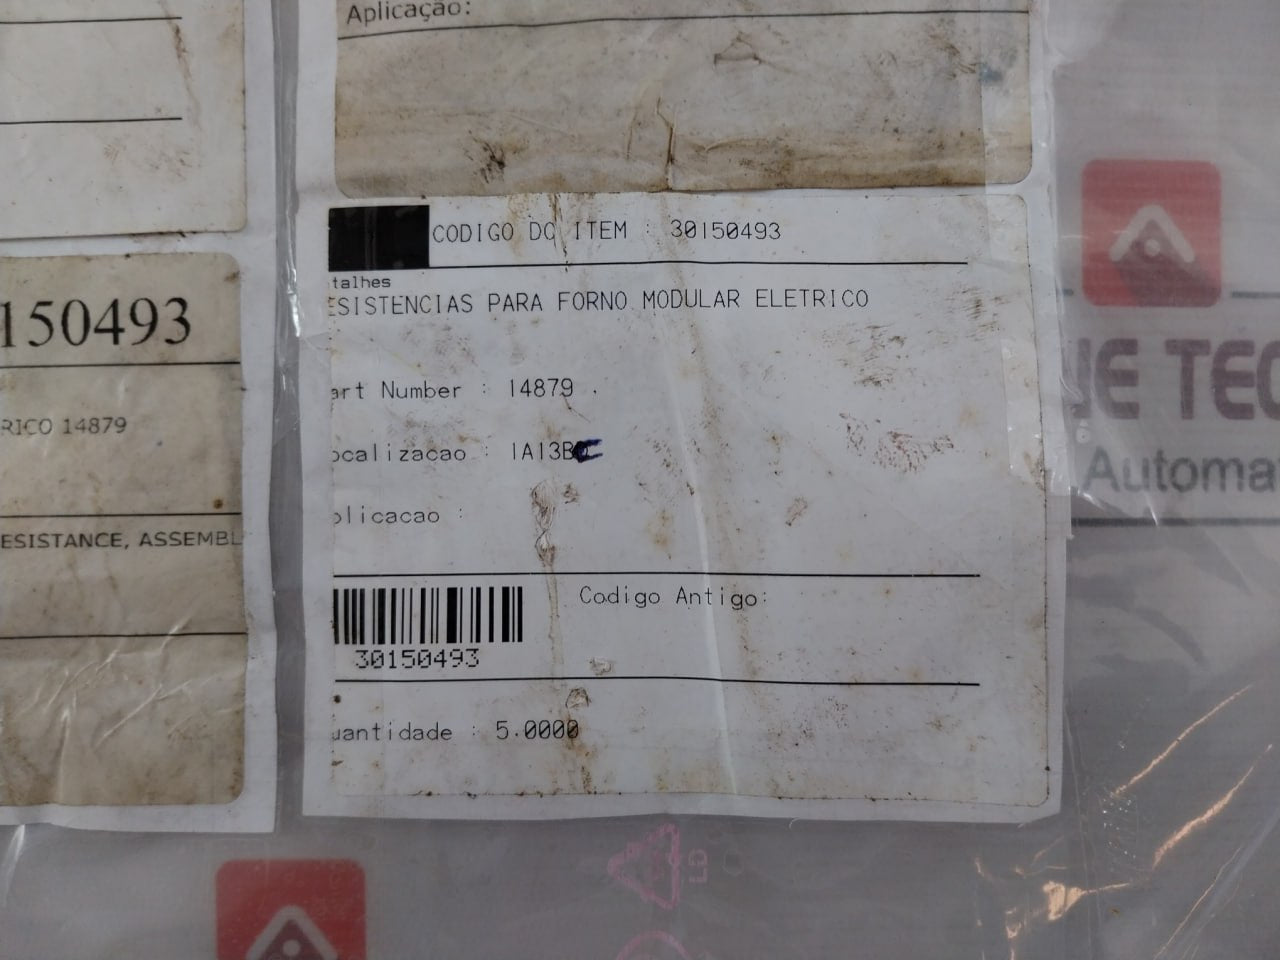 Aplicação:
150493
RICO 14879
ESISTANCE, ASSEMBL
CODIGO DO ITEM : 30150493
talhes
ESISTENCIAS PARA FORNO MODULAR ELETRICO
art Number : 14879
ocalizacao : 1A13B
plicacao :
Codigo Antigo:
30150493
uantidade : 5.0000
UE TEC
Automa